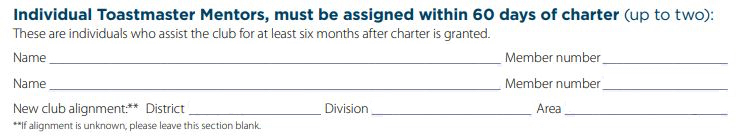 Individual Toastmaster Mentors, must be assigned within 60 days of charter (up to two):
These are individuals who assist the club for at least six months after charter is granted.
Name Member number
Name Member number
New club alignment:** District Division Area
**If alignment is unknown, please leave this section blank.